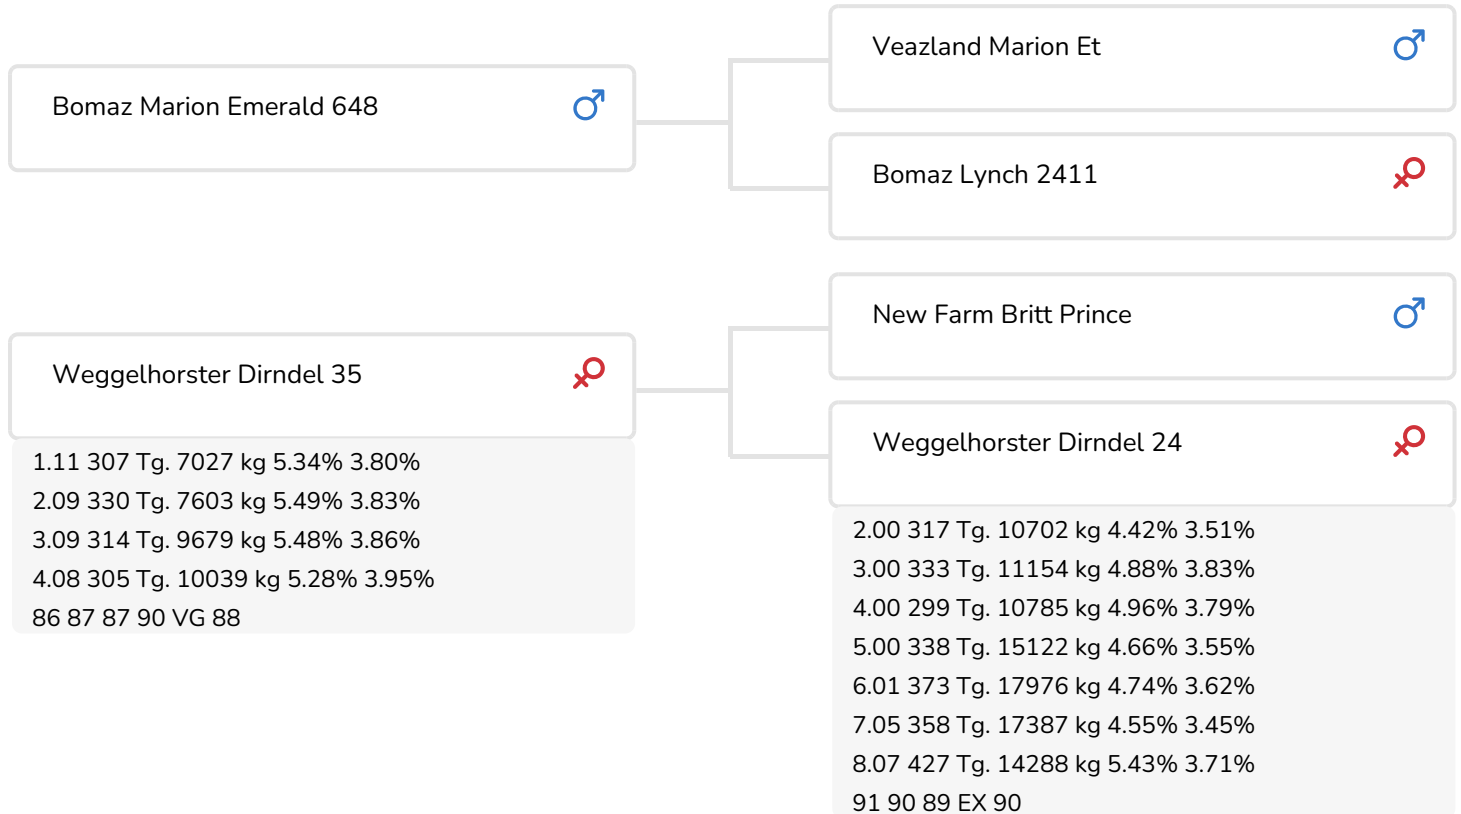 Bomaz Marion Emerald 648
Veazland Marion Et
Bomaz Lynch 2411
Weggelhorster Dirndel 35
1.11 307 Tg. 7027 kg 5.34% 3.80%
2.09 330 Tg. 7603 kg 5.49% 3.83%
3.09 314 Tg. 9679 kg 5.48% 3.86%
4.08 305 Tg. 10039 kg 5.28% 3.95%
86 87 87 90 VG 88
New Farm Britt Prince
Weggelhorster Dirndel 24
2.00 317 Tg. 10702 kg 4.42% 3.51%
3.00 333 Tg. 11154 kg 4.88% 3.83%
4.00 299 Tg. 10785 kg 4.96% 3.79%
5.00 338 Tg. 15122 kg 4.66% 3.55%
6.01 373 Tg. 17976 kg 4.74% 3.62%
7.05 358 Tg. 17387 kg 4.55% 3.45%
8.07 427 Tg. 14288 kg 5.43% 3.71%
91 90 89 EX 90